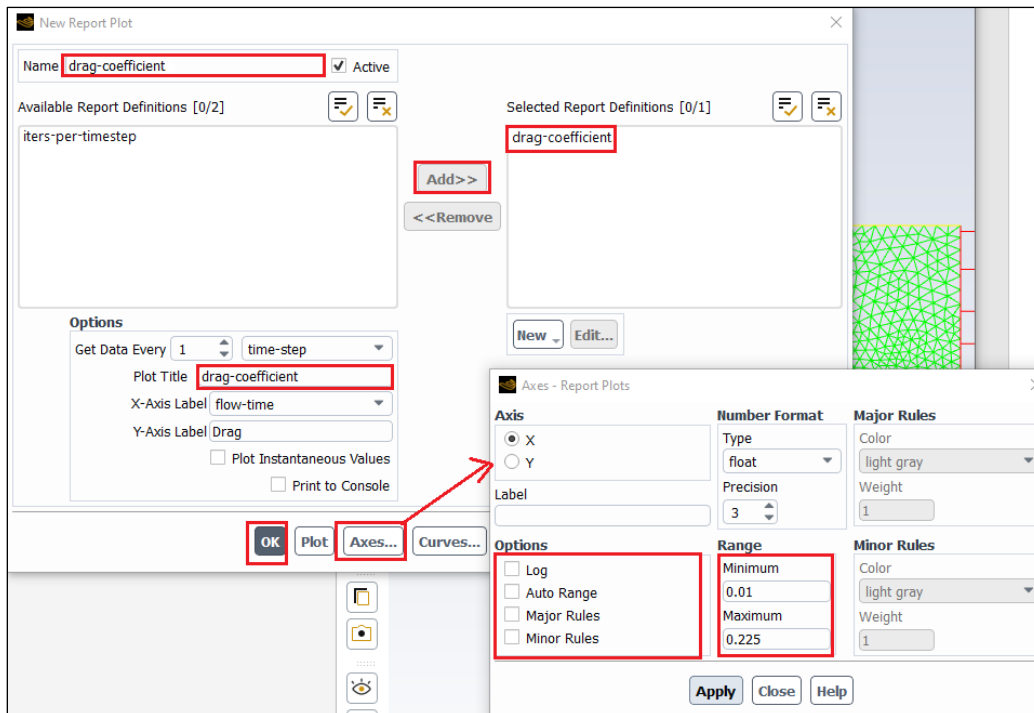 New Report Plot
Name drag-coefficient Active
Available Report Definitions [0/2]
Selected Report Definitions [0/1]
iters-per-timestep
drag-coefficient
Add>>
<<Remove
Options
Get Data Every 1 time-step
Plot Title drag-coefficient
X-Axis Label flow-time
Y-Axis Label Drag
Plot Instantaneous Values
Print to Console
New Edit...
OK Plot Axes... Curves...
Axes - Report Plots
Axis
X
Y
Label
Number Format
Type
float
Precision
3
Major Rules
Color
light gray
Weight
1
Options
Log
Auto Range
Major Rules
Minor Rules
Range
Minimum
0.01
Maximum
0.225
Minor Rules
Color
light gray
Weight
1
Apply Close Help